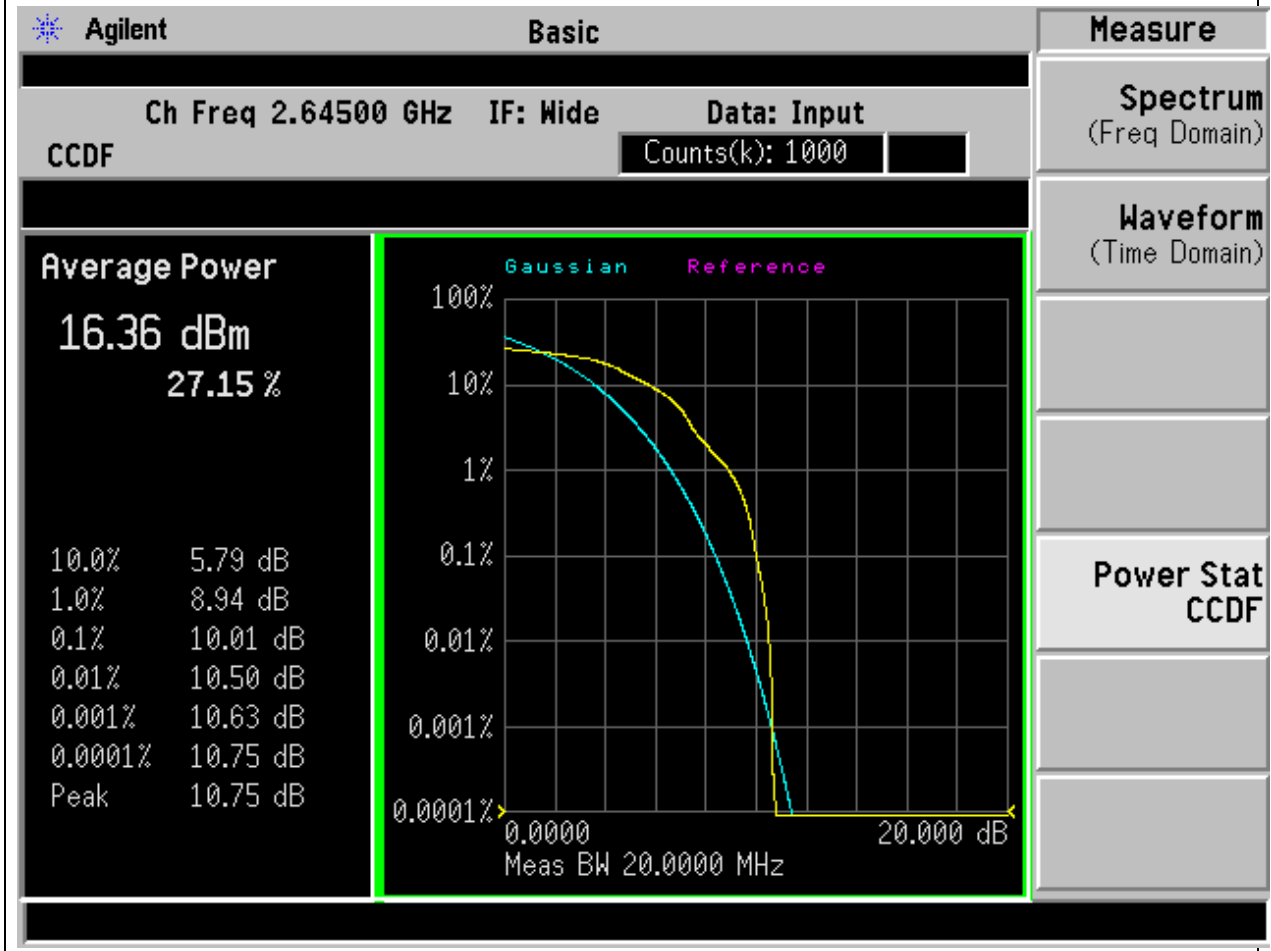 Agilent
Basic
Measure
Ch Freq 2.64500 GHz IF: Wide Data: Input
CCDF
Counts(k): 1000
Spectrum
(Freq Domain)
Waveform
(Time Domain)
Power Stat
CCDF
Average Power
16.36 dBm
27.15 %
10.0% 5.79 dB
1.0% 8.94 dB
0.1% 10.01 dB
0.01% 10.50 dB
0.001% 10.63 dB
0.0001% 10.75 dB
Peak 10.75 dB
Gaussian Reference
100%
10%
1%
0.1%
0.01%
0.001%
0.0001%
0.0000 20.000 dB
Meas BW 20.0000 MHz